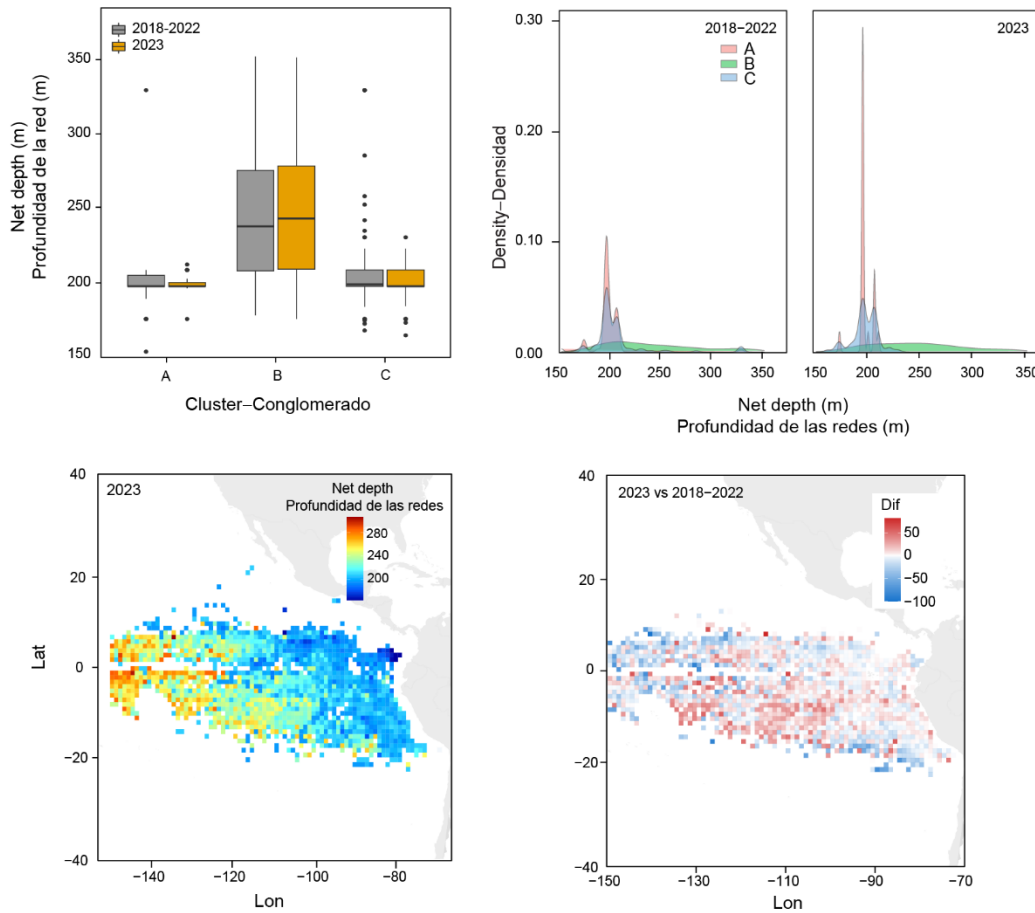 2018-2022
2023
350
300
250
200
150
Net depth (m)
Profundidad de la red (m)
A
B
C
Cluster–Conglomerado
2018−2022
A
B
C
2023
0.30
0.20
0.10
0.00
Density–Densidad
150 200 250 300 350
150 200 250 300 350
Net depth (m)
Profundidad de las redes (m)
2023
Net depth
Profundidad de las redes
280
240
200
40
20
0
−20
−40
Lat
−140 −120 −100 −80
Lon
2023 vs 2018−2022
Dif
50
0
−50
−100
40
20
0
−20
−40
−150 −130 −110 −90 −70
Lon